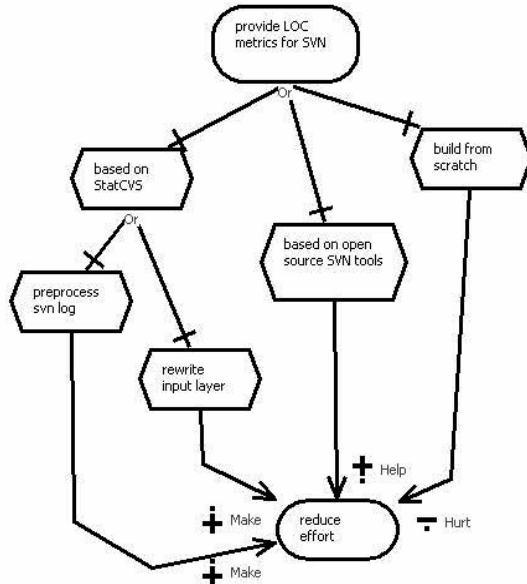 provide LOC
metrics for SVN
Or
based on
StatCVS
build from
scratch
Or
based on open
source SVN tools
preprocess
svn log
rewrite
input layer
Help
Make
reduce
effort
Hurt
Make